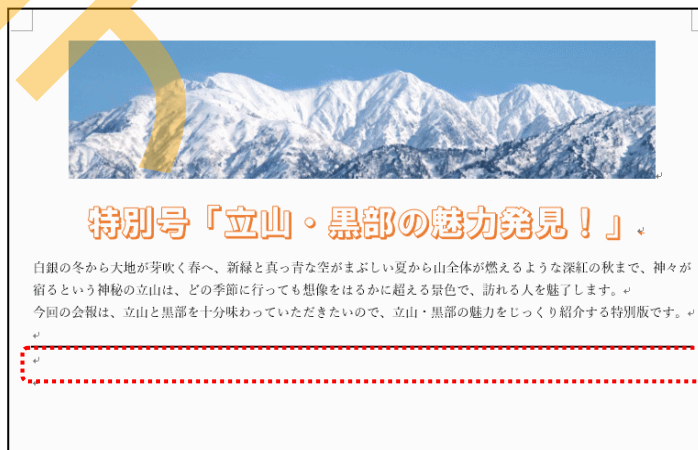 特別号「立山・黒部の魅力発見！」
白銀の冬から大地が芽吹く春へ、新緑と真っ青な空がまぶしい夏から山全体が燃えるような深紅の秋まで、神々が
宿るという神秘の立山は、どの季節に行っても想像をはるかに超える景色で、訪れる人を魅了します。
今回の会報は、立山と黒部を十分味わっていただきたいので、立山・黒部の魅力をじっくり紹介する特別版です。